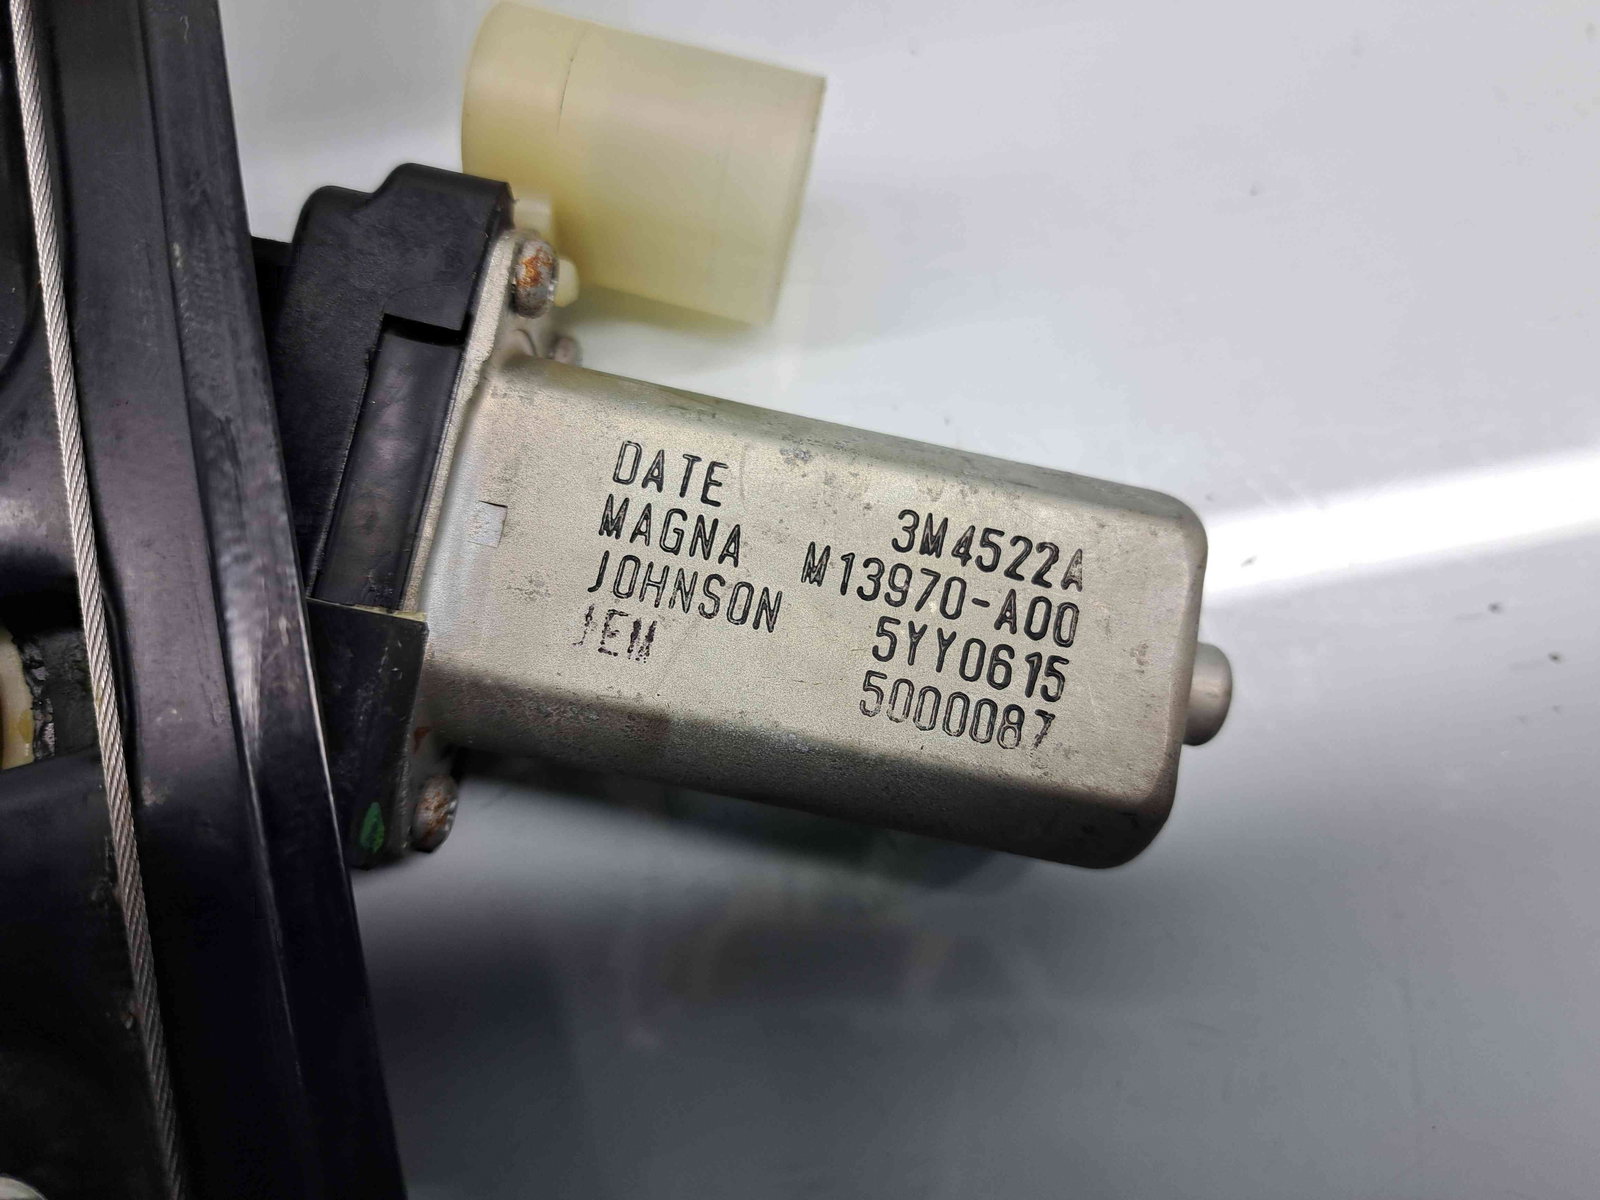 DATE 3M4522A
MAGNA M13970-A00
JOHNSON 5YY0615
JEM 5000087